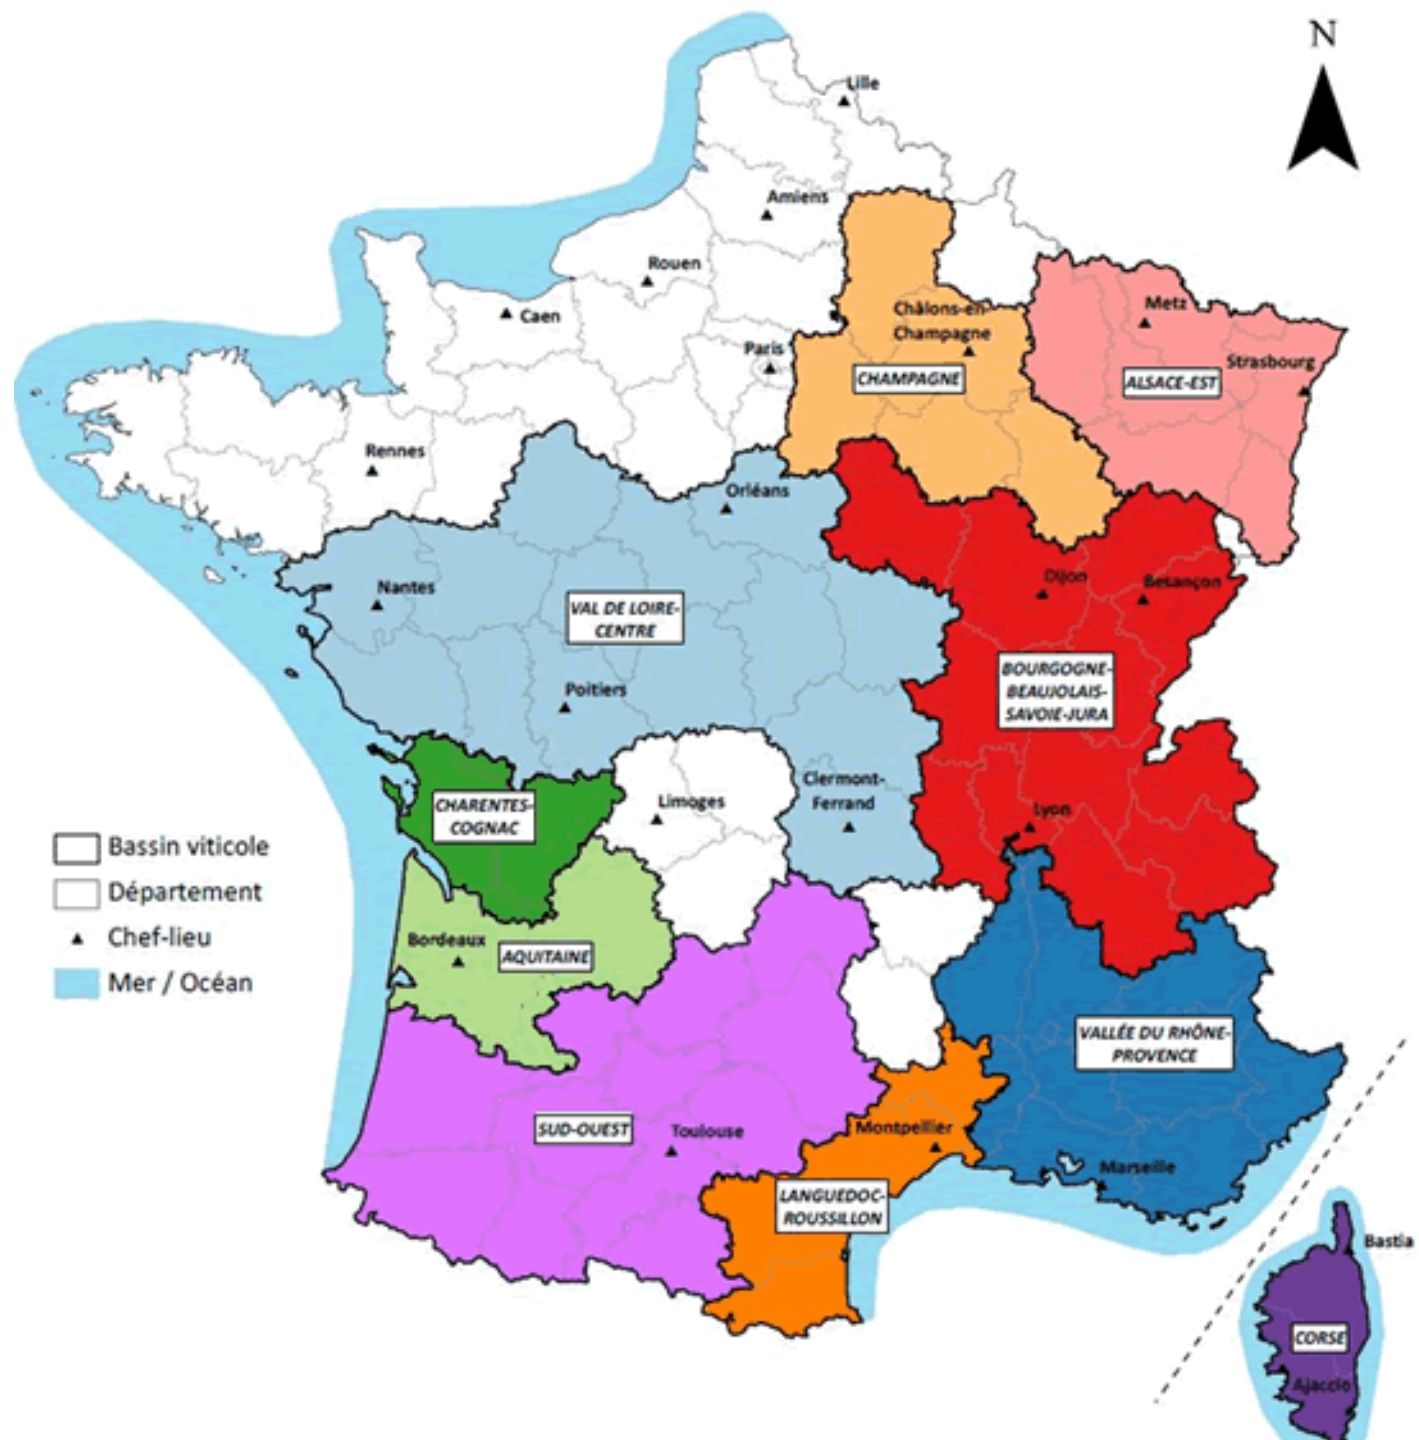 N
Lille
Amiens
Rouen
Caen
Châlons-en-
Champagne
Metz
Paris
Strasbourg
CHAMPAGNE
ALSACE-EST
Rennes
Orléans
Nantes
Dijon
Besançon
VAL DE LOIRE-
CENTRE
BOURGOGNE-
BEAUJOLAIS-
SAVOIE-JURA
Poitiers
Clermont-
Ferrand
Limoges
Lyon
CHARENTES-
COGNAC
Bassin viticole
Département
Chef-lieu
Mer / Océan
Bordeaux
AQUITAINE
VALLÉE DU RHÔNE-
PROVENCE
SUD-OUEST
Toulouse
Montpellier
Marseille
LANGUEDOC-
ROUSSILLON
Bastia
CORSE
Ajaccio